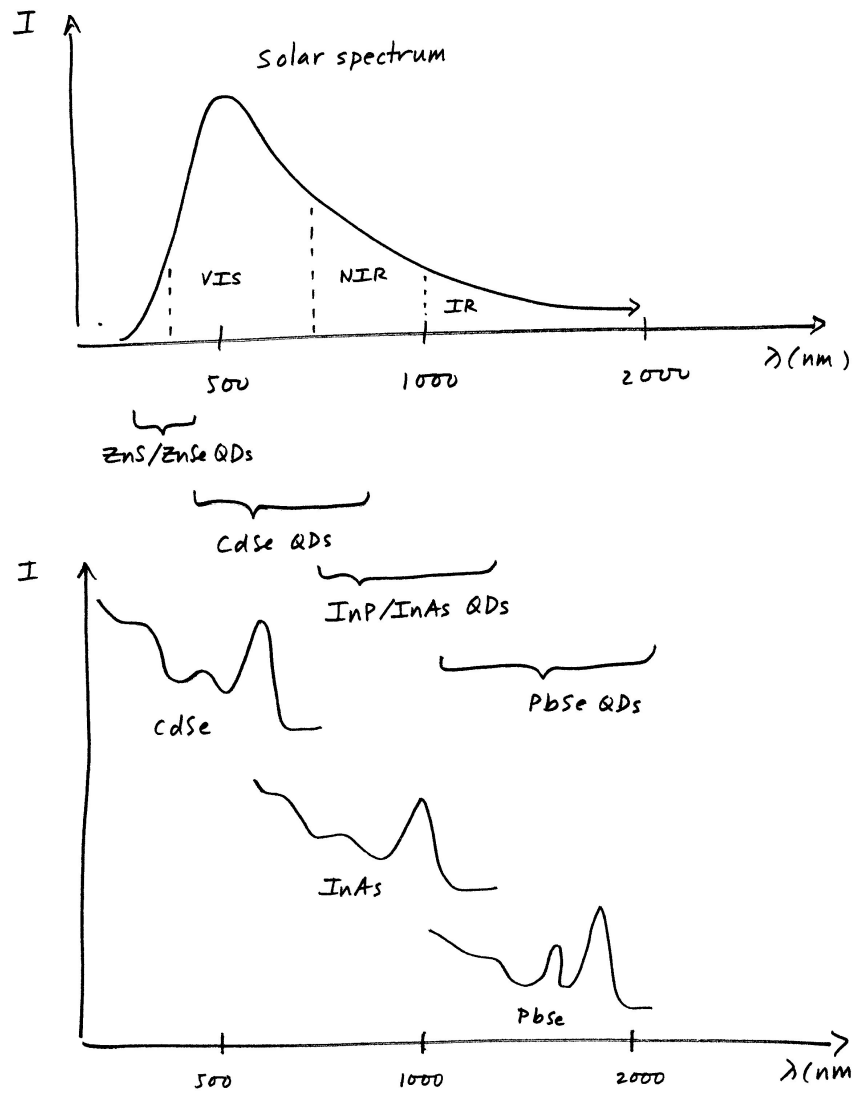 I
Solar spectrum
VIS
NIR
IR
500
1000
2000
λ(nm)
ZnS/ZnSe QDs
CdSe QDs
I
InP/InAs QDs
PbSe QDs
CdSe
InAs
PbSe
500
1000
2000
λ(nm